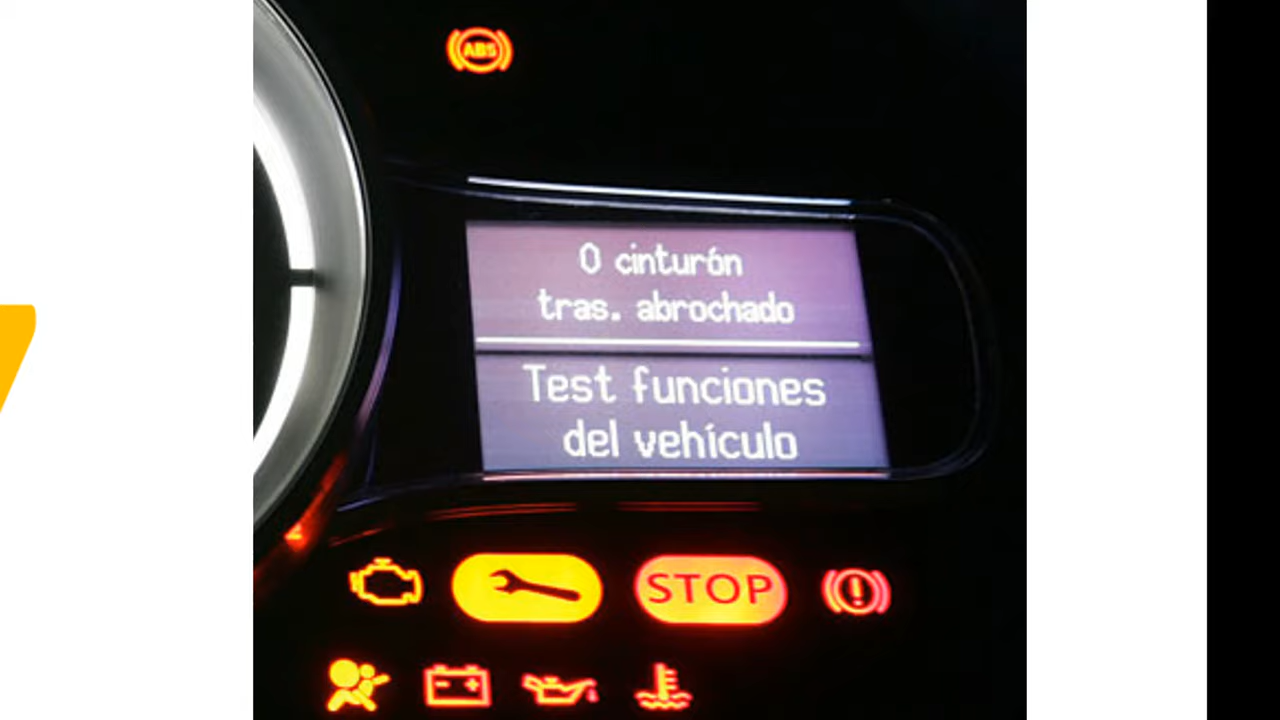 ABS
0 cinturón
tras. abrochado
Test funciones
del vehículo
STOP